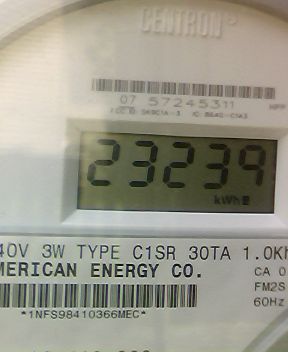 CENTRON
07 57245311
23239
kWh
40V 3W TYPE C1SR 30TA 1.0Kh
MERICAN ENERGY CO.
CA 0
FM2S
60Hz
*1NFS98410366MEC*